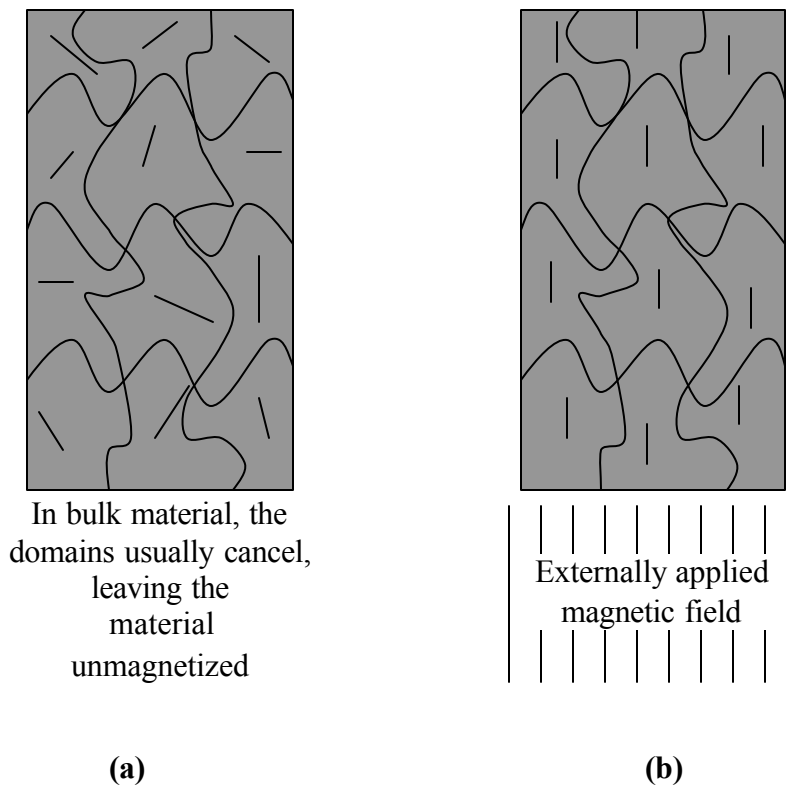 In bulk material, the
domains usually cancel,
leaving the
material
unmagnetized
Externally applied
magnetic field
(a)
(b)